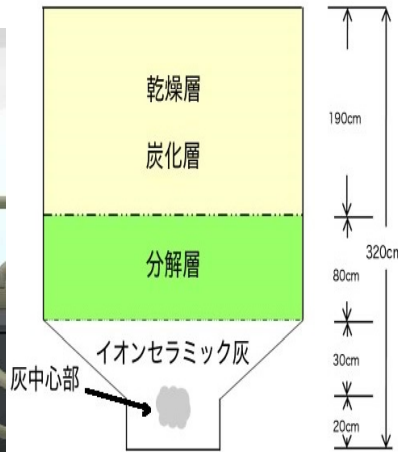 乾燥層
炭化層
190cm
分解層
80cm
320cm
イオンセラミック灰
30cm
灰中心部
20cm